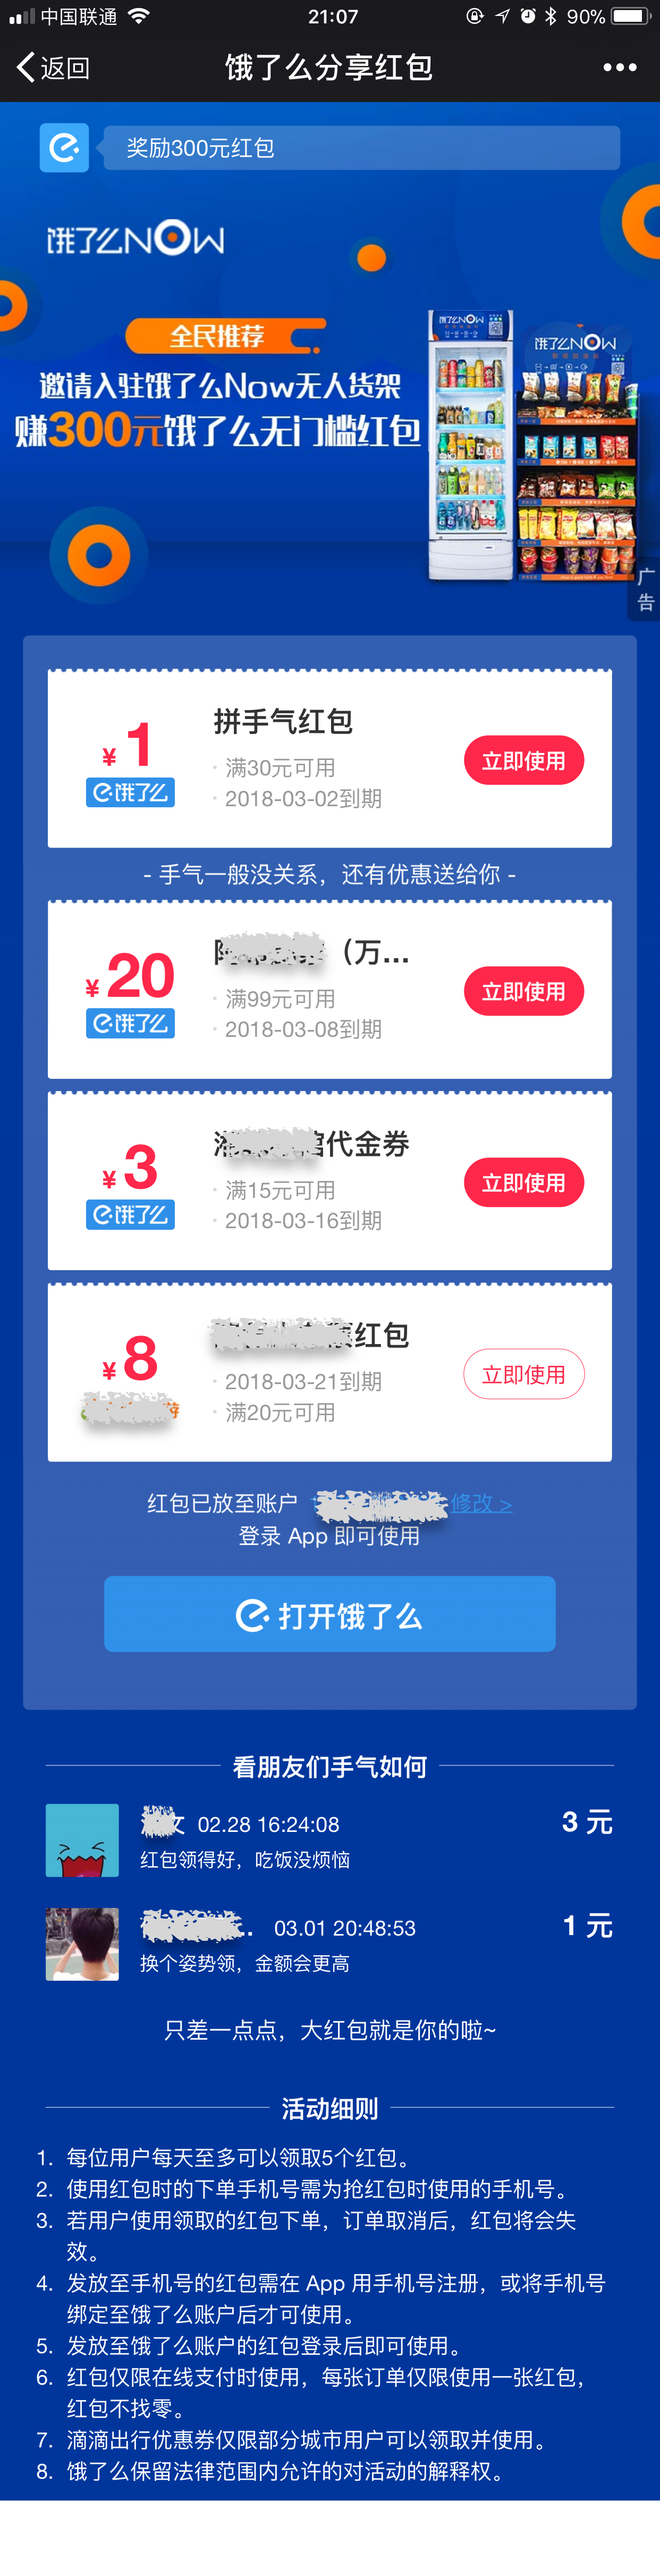 中国联通 21:07 90%
返回 饿了么分享红包
奖励300元红包
饿了么NOW
全民推荐
邀请入驻饿了么Now无人货架
赚300元饿了么无门槛红包
饿了么NOW
饿了么NOW
广告
¥1 拼手气红包
饿了么
· 满30元可用
· 2018-03-02到期
立即使用
- 手气一般没关系，还有优惠送给你 -
¥20 （万...
饿了么
· 满99元可用
· 2018-03-08到期
立即使用
¥3 代金券
饿了么
· 满15元可用
· 2018-03-16到期
立即使用
¥8 红包
· 2018-03-21到期
· 满20元可用
立即使用
红包已放至账户 修改 >
登录 App 即可使用
打开饿了么
看朋友们手气如何
文 02.28 16:24:08 3 元
红包领得好，吃饭没烦恼
03.01 20:48:53 1 元
换个姿势领，金额会更高
只差一点点，大红包就是你的啦~
活动细则
1. 每位用户每天至多可以领取5个红包。
2. 使用红包时的下单手机号需为抢红包时使用的手机号。
3. 若用户使用领取的红包下单，订单取消后，红包将会失
效。
4. 发放至手机号的红包需在 App 用手机号注册，或将手机号
绑定至饿了么账户后才可使用。
5. 发放至饿了么账户的红包登录后即可使用。
6. 红包仅限在线支付时使用，每张订单仅限使用一张红包，
红包不找零。
7. 滴滴出行优惠券仅限部分城市用户可以领取并使用。
8. 饿了么保留法律范围内允许的对活动的解释权。